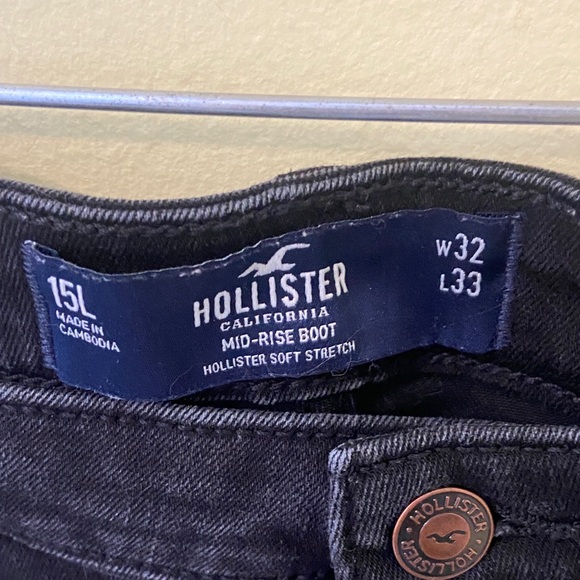 15L
MADE IN
CAMBODIA
HOLLISTER
CALIFORNIA
MID-RISE BOOT
HOLLISTER SOFT STRETCH
W32
L33
HOLLISTER
HOLLISTER